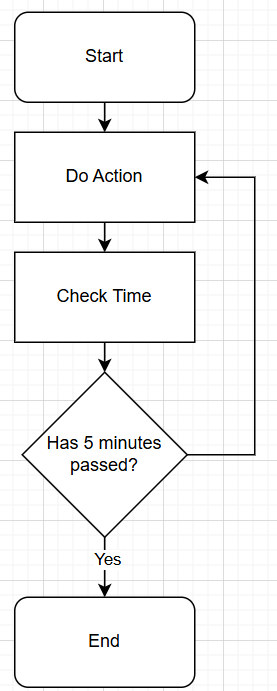 Start
Do Action
Check Time
Has 5 minutes
passed?
Yes
End